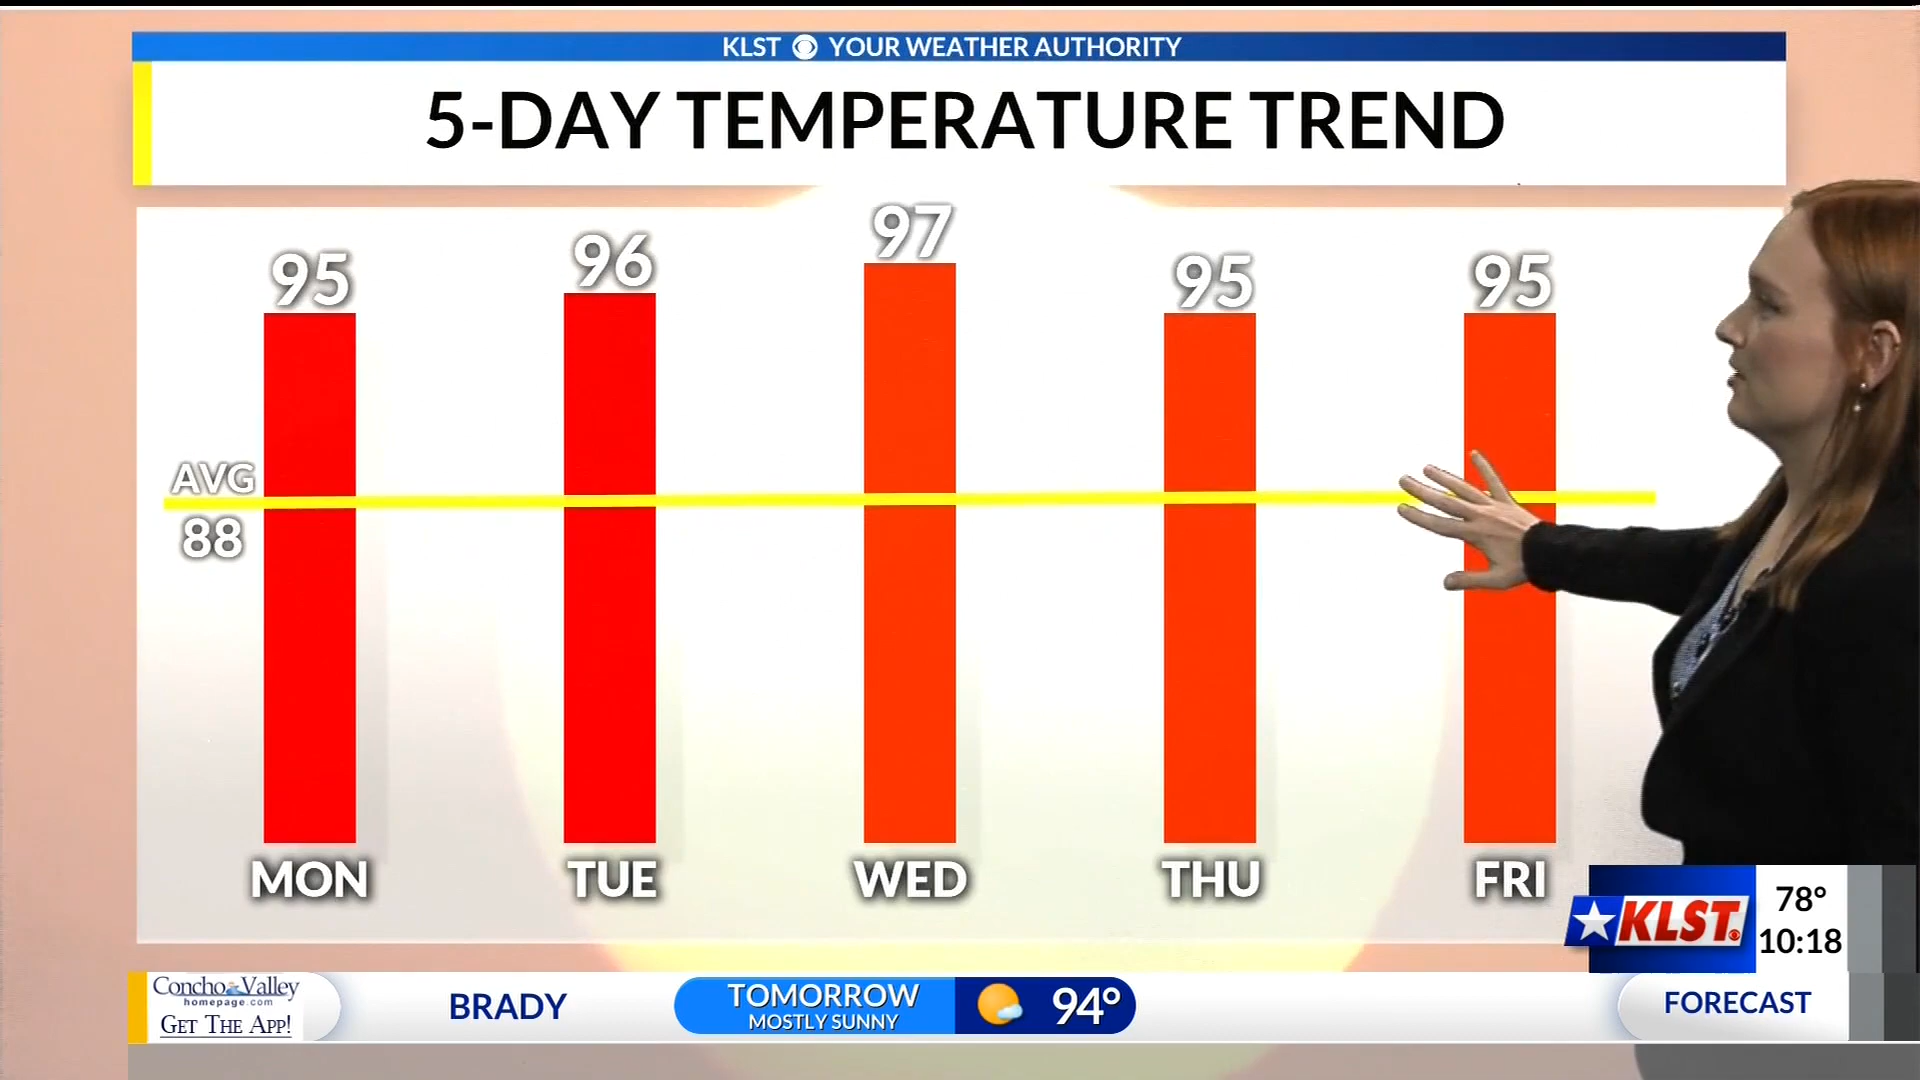 KLST YOUR WEATHER AUTHORITY
5-DAY TEMPERATURE TREND
95 96 97 95 95
AVG
88
MON TUE WED THU FRI
KLST
78°
10:18
Concho Valley
homepage.com
GET THE APP!
BRADY
TOMORROW
MOSTLY SUNNY
94°
FORECAST